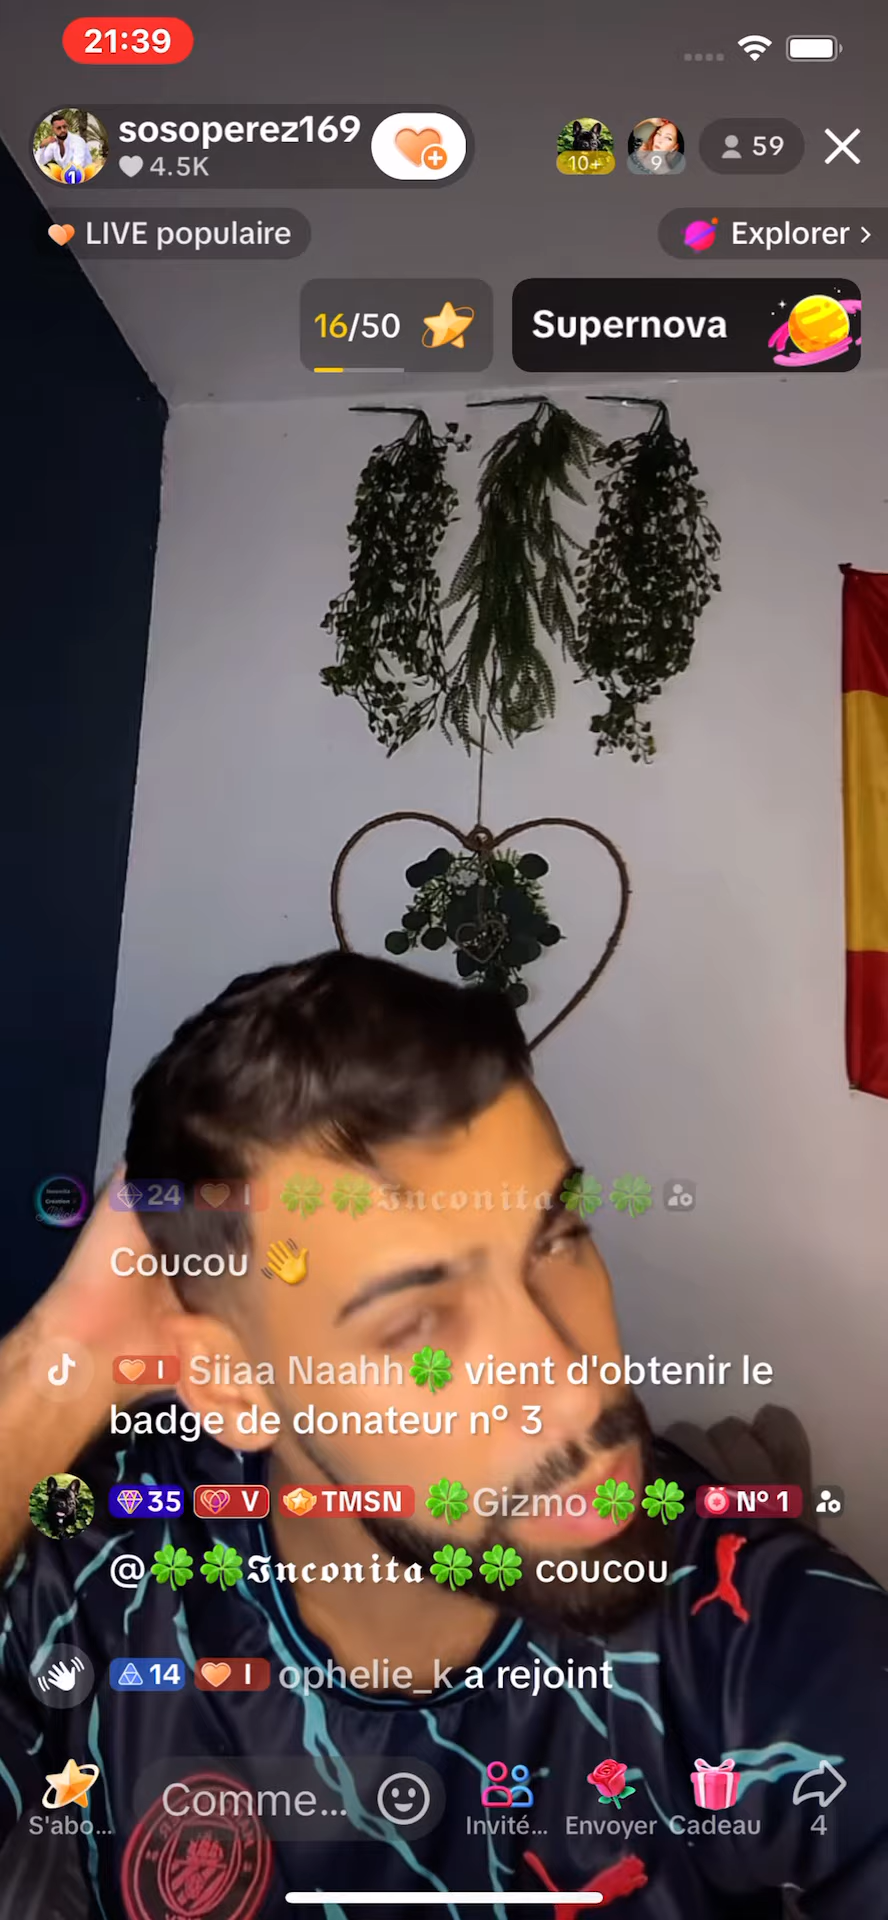 21:39
sosoperez169
4.5K
1
10+
9
59
LIVE populaire
Explorer >
16/50
Supernova
24 I 🍀🍀𝕴𝖓𝖈𝖔𝖓𝖎𝖙𝖆🍀🍀
Coucou 👋
I Siiaa Naahh🍀 vient d'obtenir le
badge de donateur n° 3
35 V TMSN 🍀Gizmo🍀🍀 N° 1
@🍀🍀𝕴𝖓𝖈𝖔𝖓𝖎𝖙𝖆🍀🍀 coucou
14 I ophelie_k a rejoint
Comme...
S'abo...
Invité...
Envoyer
Cadeau
4